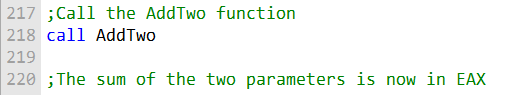 217 ;Call the AddTwo function
218 call AddTwo
219
220 ;The sum of the two parameters is now in EAX